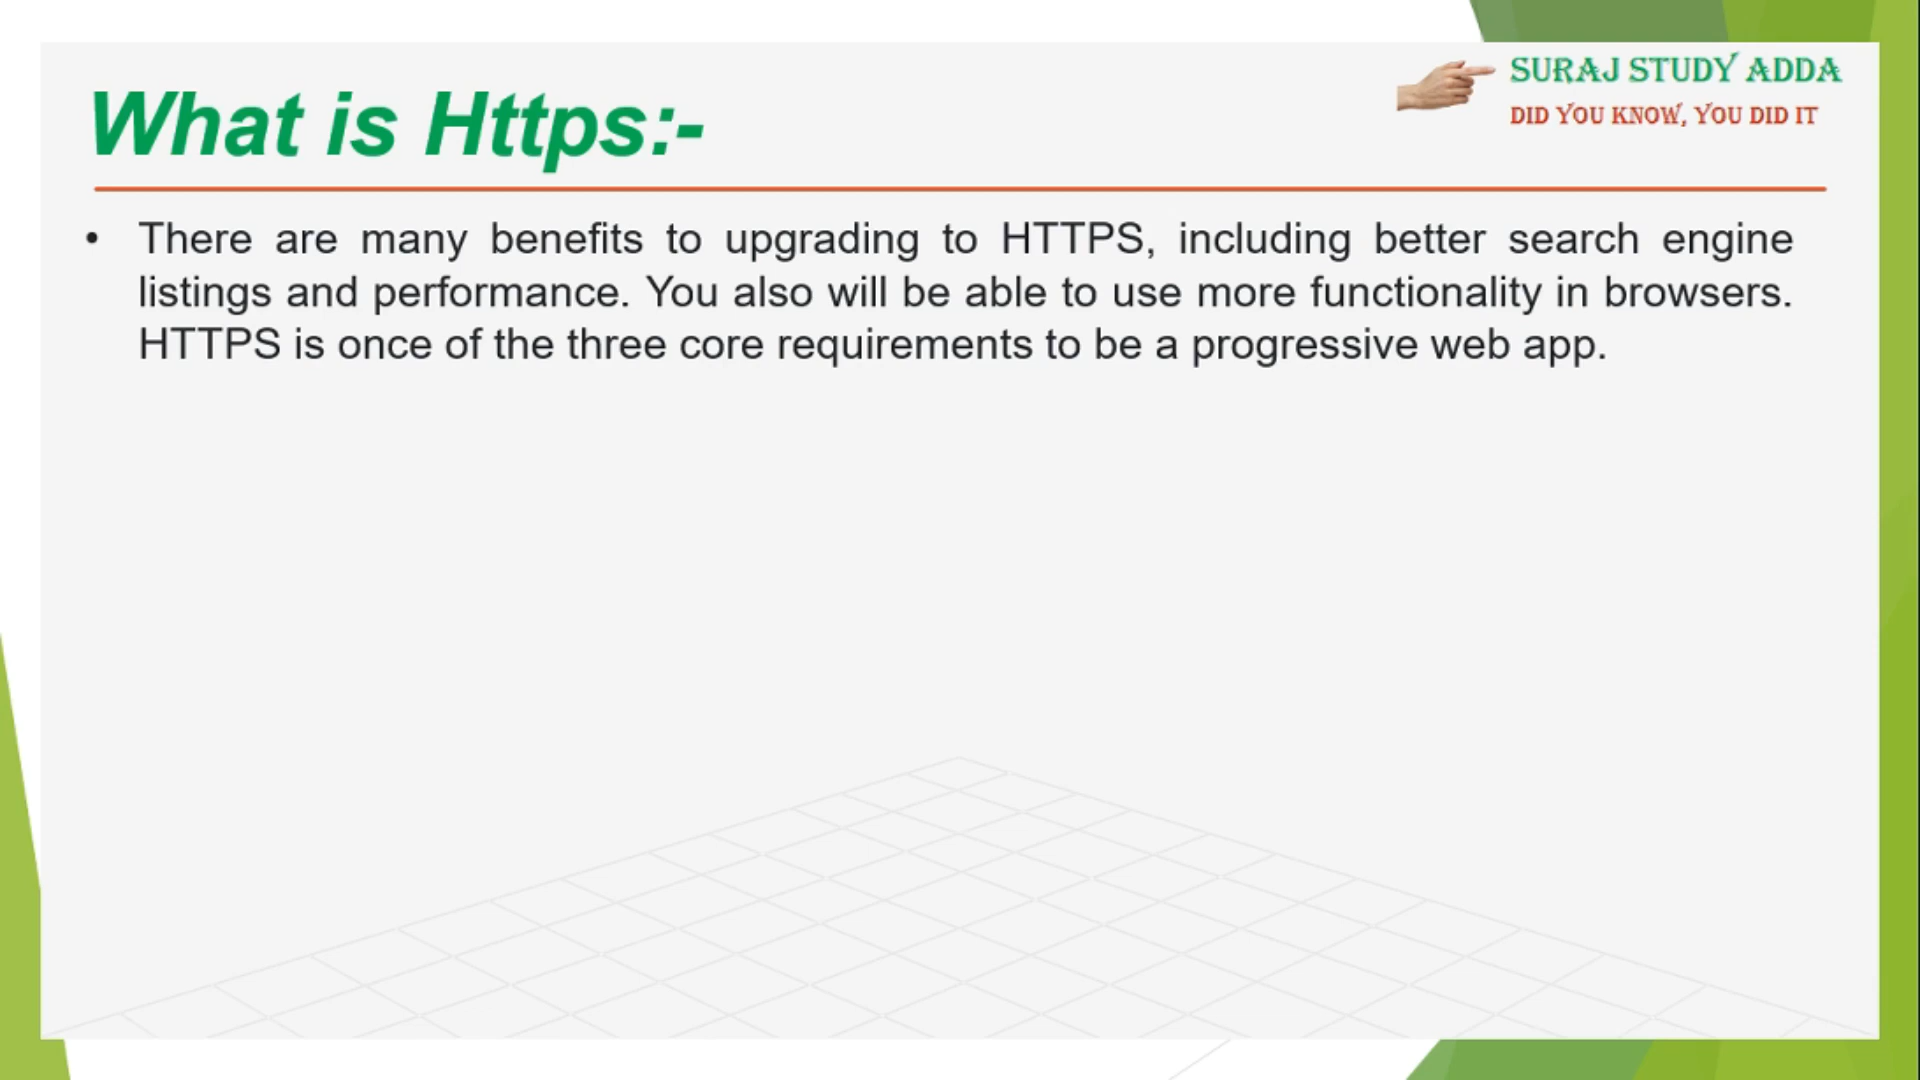 SURAJ STUDY ADDA
DID YOU KNOW, YOU DID IT
What is Https:-
• There are many benefits to upgrading to HTTPS, including better search engine
listings and performance. You also will be able to use more functionality in browsers.
HTTPS is once of the three core requirements to be a progressive web app.